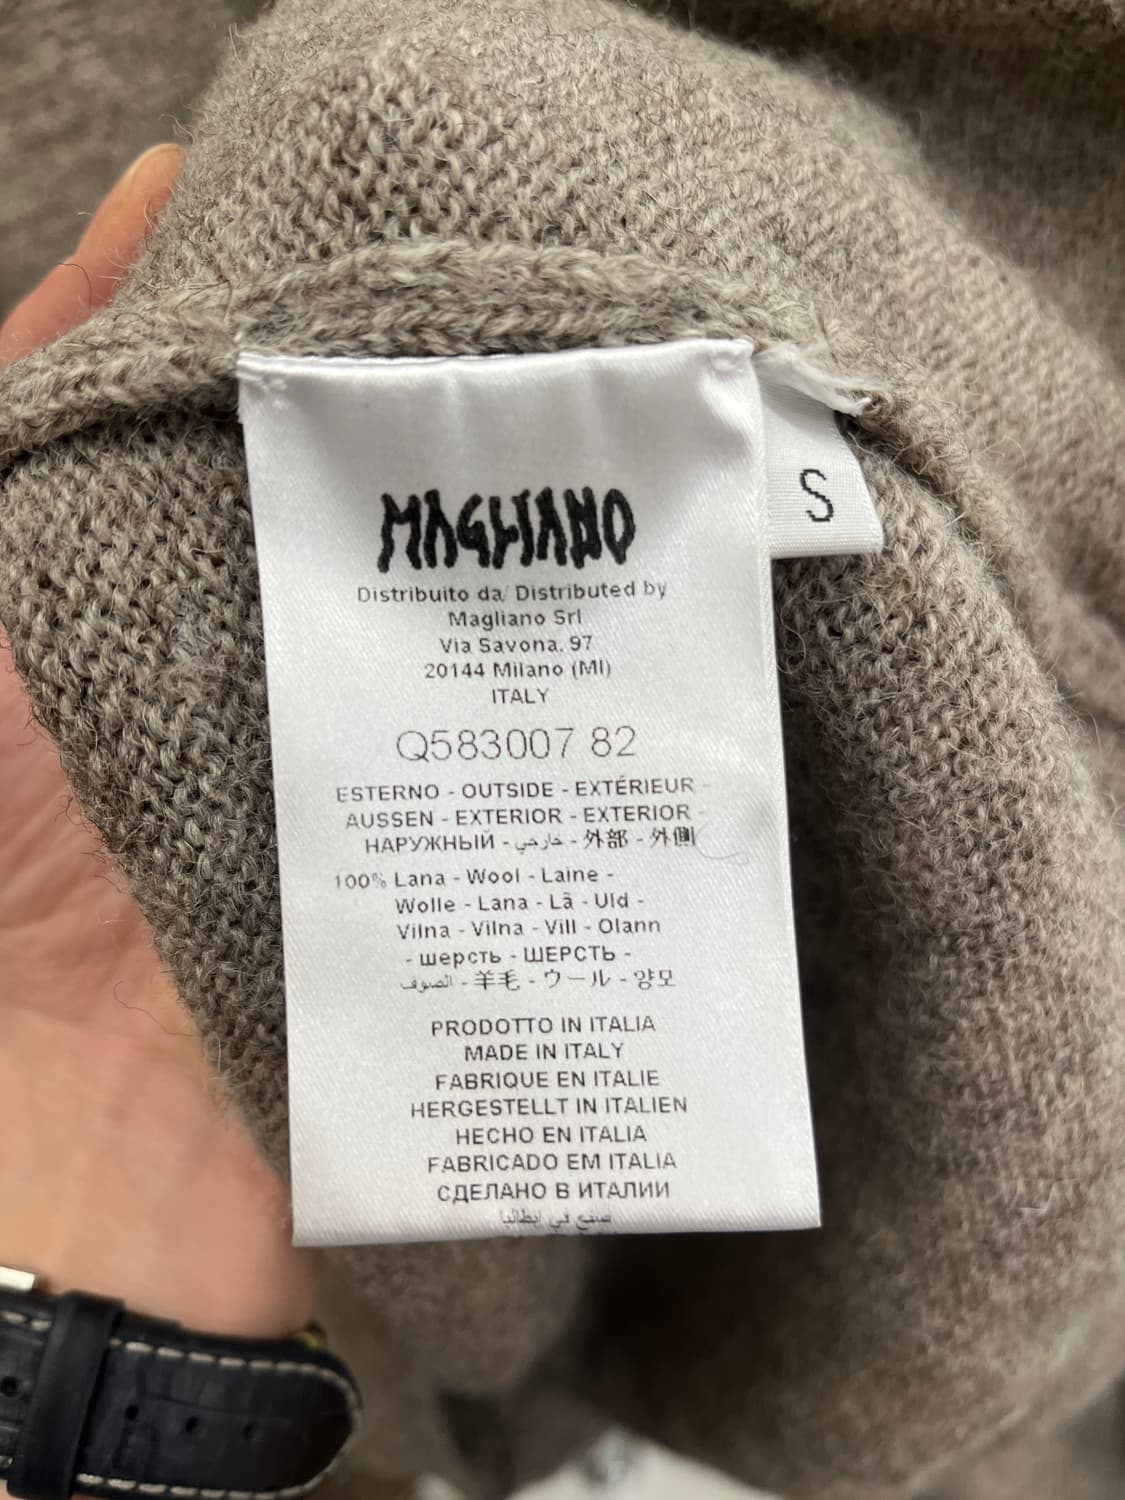 MAGLIANO
S
Distribuito da/ Distributed by
Magliano Srl
Via Savona, 97
20144 Milano (MI)
ITALY
Q583007 82
ESTERNO - OUTSIDE - EXTÉRIEUR -
AUSSEN - EXTERIOR - EXTERIOR -
НАРУЖНЫЙ - خارجي - 外部 - 外側
100% Lana - Wool - Laine -
Wolle - Lana - Lã - Uld -
Vilna - Vilna - Vill - Olann
- шерсть - ШЕРСТЬ -
الصوف - 羊毛 - ウール - 양모
PRODOTTO IN ITALIA
MADE IN ITALY
FABRIQUE EN ITALIE
HERGESTELLT IN ITALIEN
HECHO EN ITALIA
FABRICADO EM ITALIA
СДЕЛАНО В ИТАЛИИ
صنع في إيطاليا